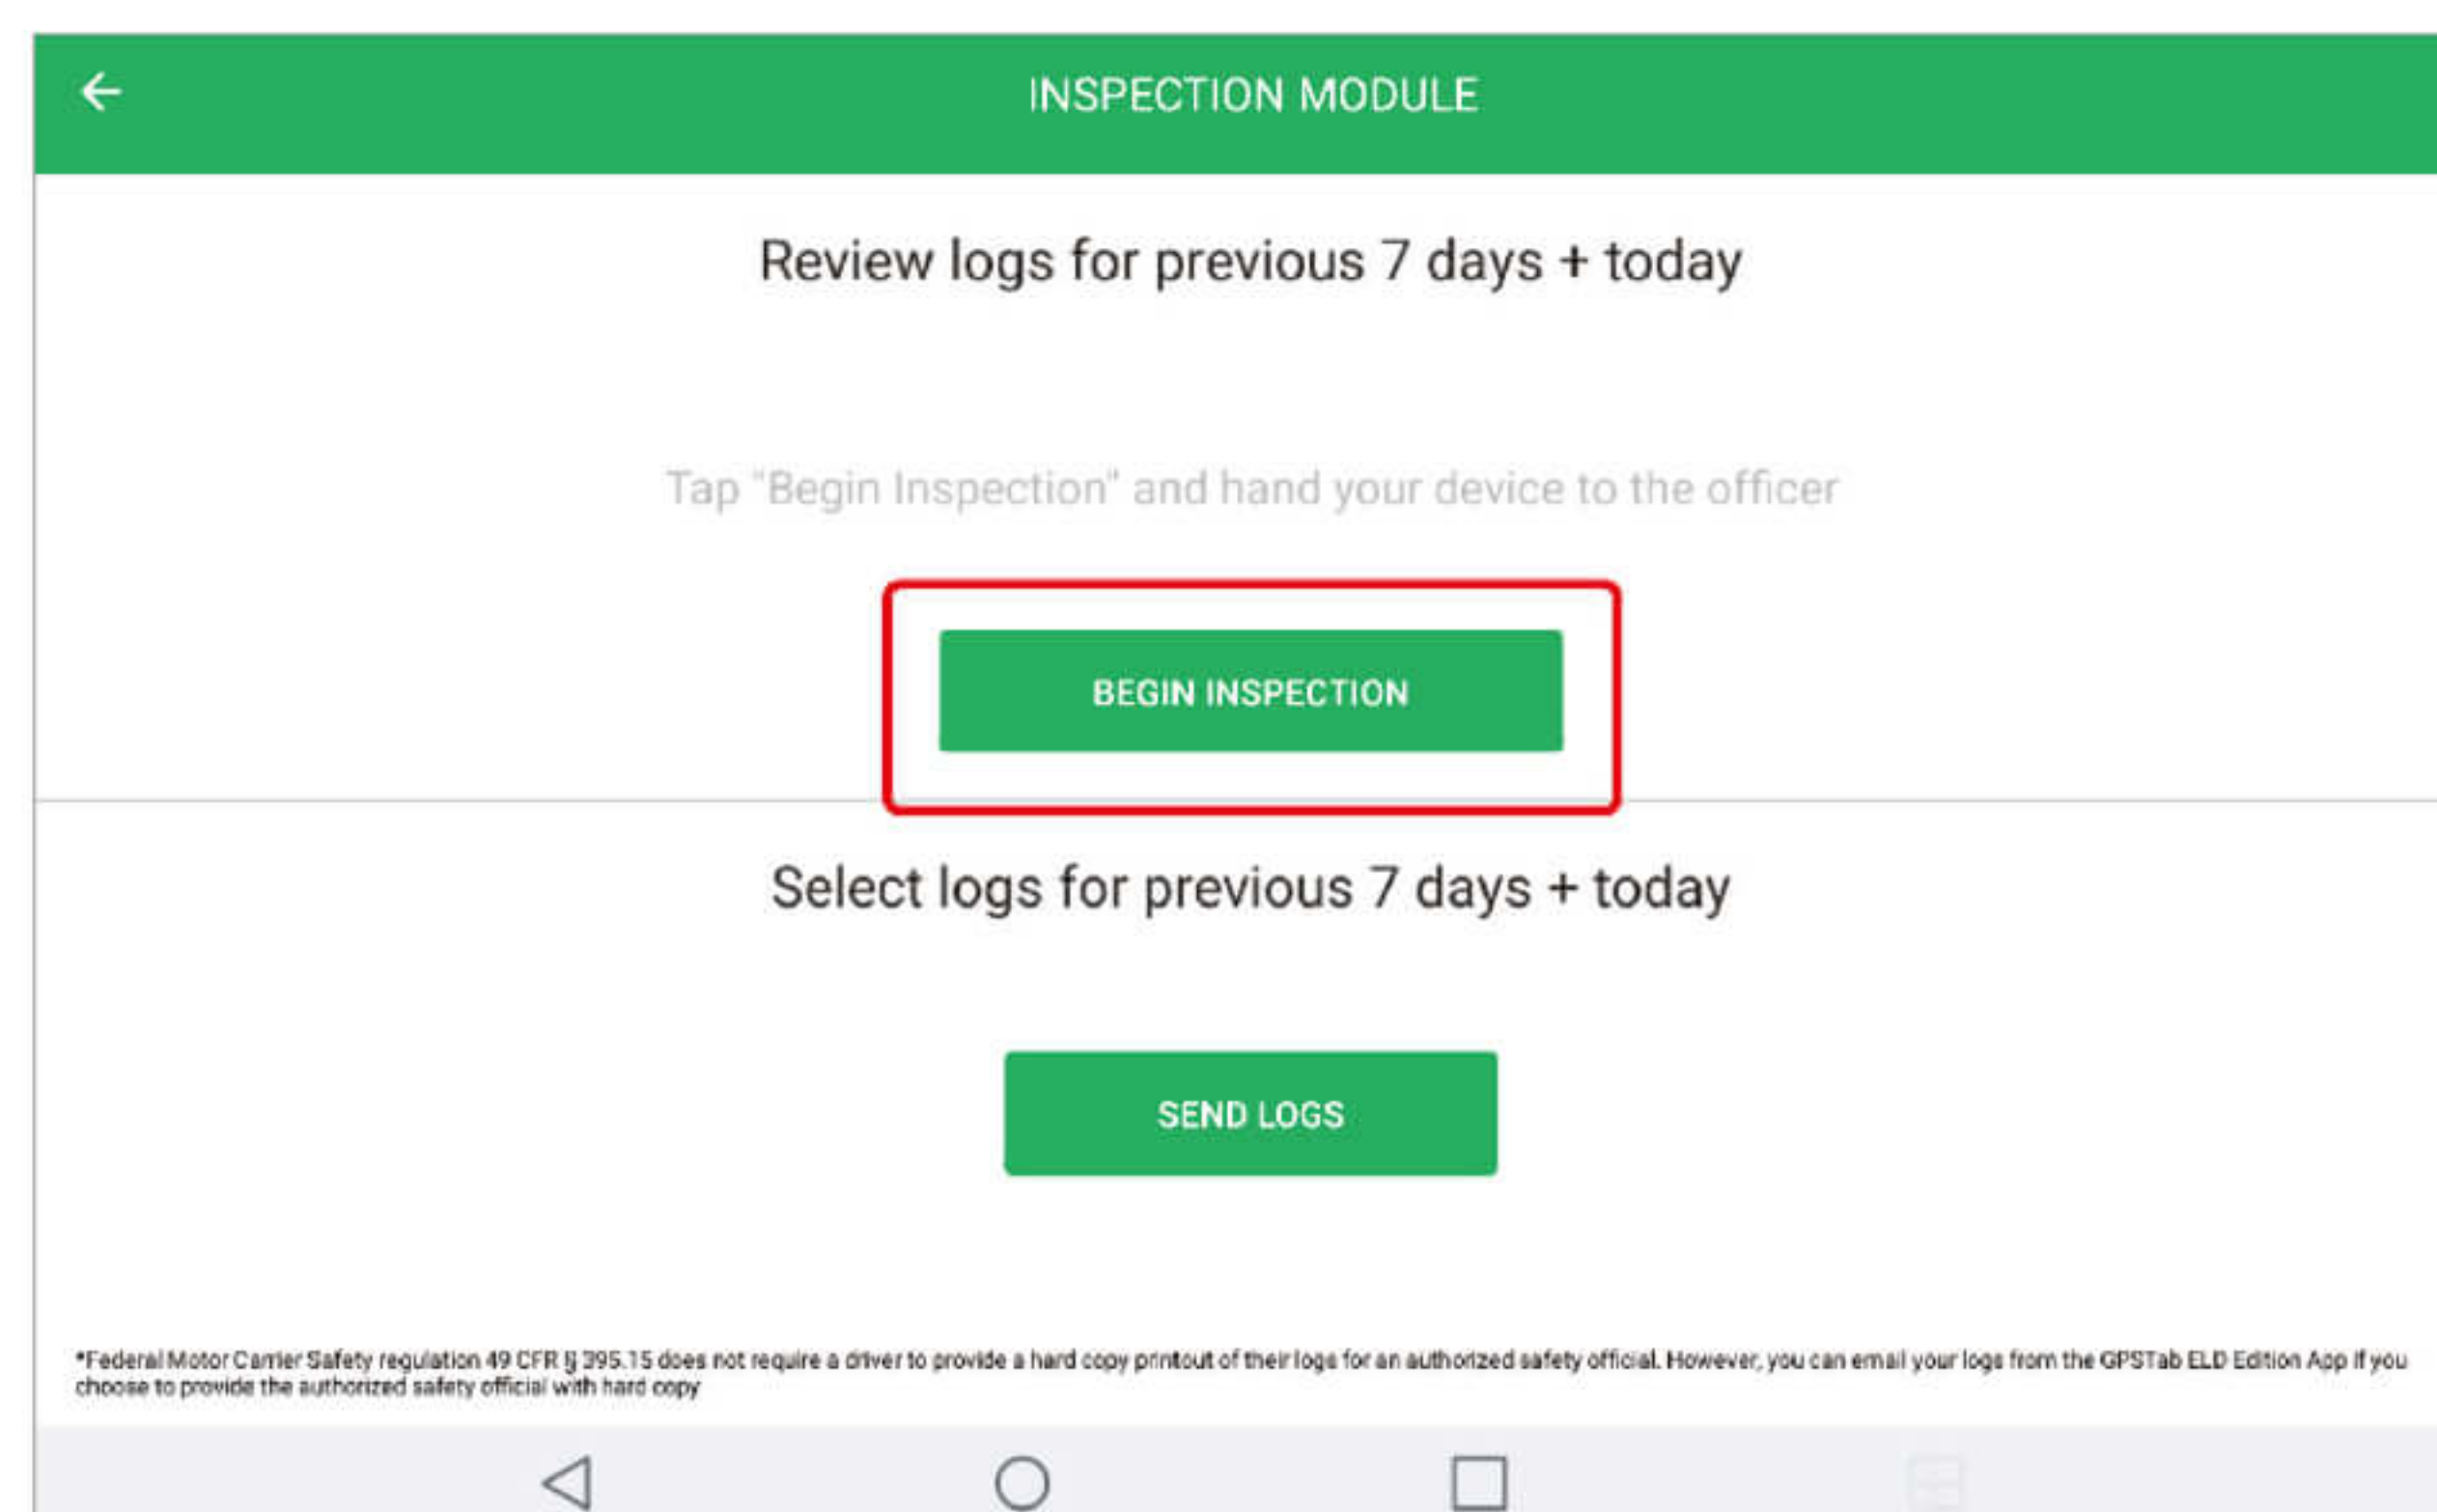 INSPECTION MODULE
Review logs for previous 7 days + today
Tap "Begin Inspection" and hand your device to the officer
BEGIN INSPECTION
Select logs for previous 7 days + today
SEND LOGS
*Federal Motor Carrier Safety regulation 49 CFR § 395.15 does not require a driver to provide a hard copy printout of their logs for an authorized safety official. However, you can email your logs from the GPSTab ELD Edition App if you
choose to provide the authorized safety official with hard copy